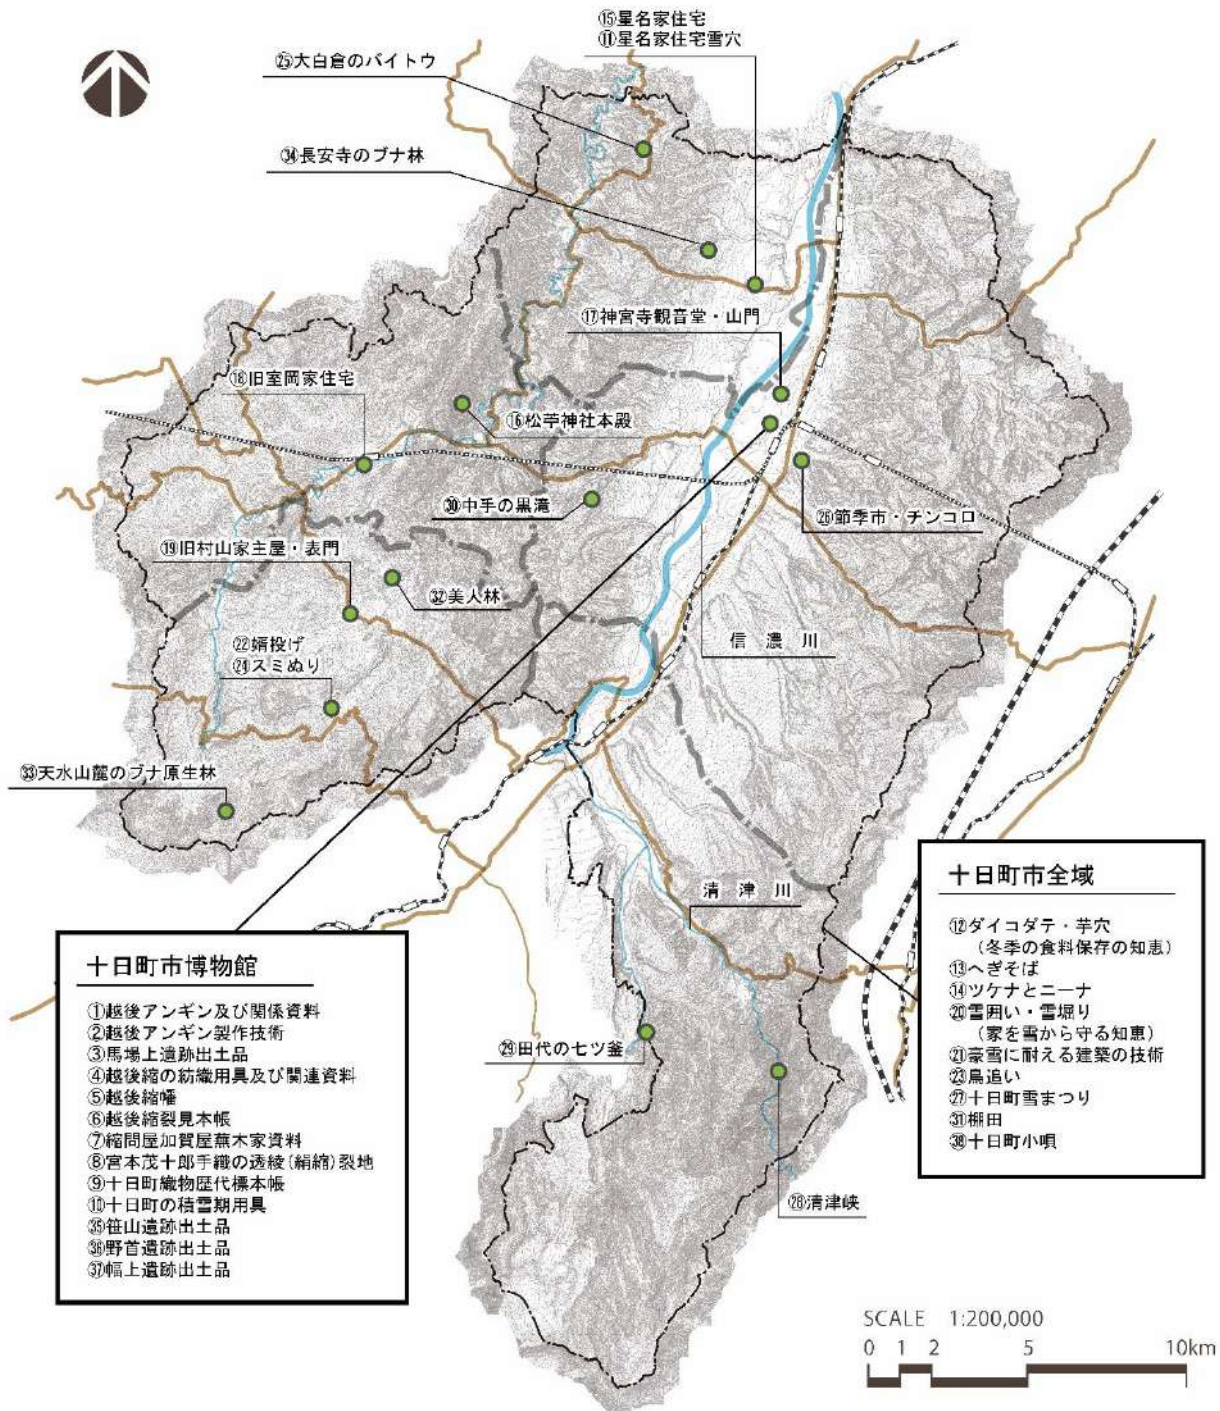 ⑮星名家住宅
⑪星名家住宅雪穴
㉕大白倉のバイトウ
㉞長安寺のブナ林
⑰神宮寺観音堂・山門
⑱旧室岡家住宅
⑯松苧神社本殿
㉚中手の黒滝
㉖節季市・チンコロ
⑲旧村山家主屋・表門
㉜美人林
信濃川
㉒婿投げ
㉔スミぬり
㉝天水山麓のブナ原生林
清津川
㉙田代の七ツ釜
㉘清津峡
十日町市博物館
①越後アンギン及び関係資料
②越後アンギン製作技術
③馬場上遺跡出土品
④越後縮の紡織用具及び関連資料
⑤越後縮幡
⑥越後縮裂見本帳
⑦縮問屋加賀屋蕪木家資料
⑧宮本茂十郎手織の透綾(絹縮)裂地
⑨十日町織物歴代標本帳
⑩十日町の積雪期用具
㉟笹山遺跡出土品
㊱野首遺跡出土品
㊲幅上遺跡出土品
十日町市全域
⑫ダイコダテ・芋穴
(冬季の食料保存の知恵)
⑬へぎそば
⑭ツケナとニーナ
⑳雪囲い・雪堀り
(家を雪から守る知恵)
㉑豪雪に耐える建築の技術
㉓鳥追い
㉗十日町雪まつり
㉛棚田
㊳十日町小唄
SCALE 1:200,000
0 1 2 5 10km